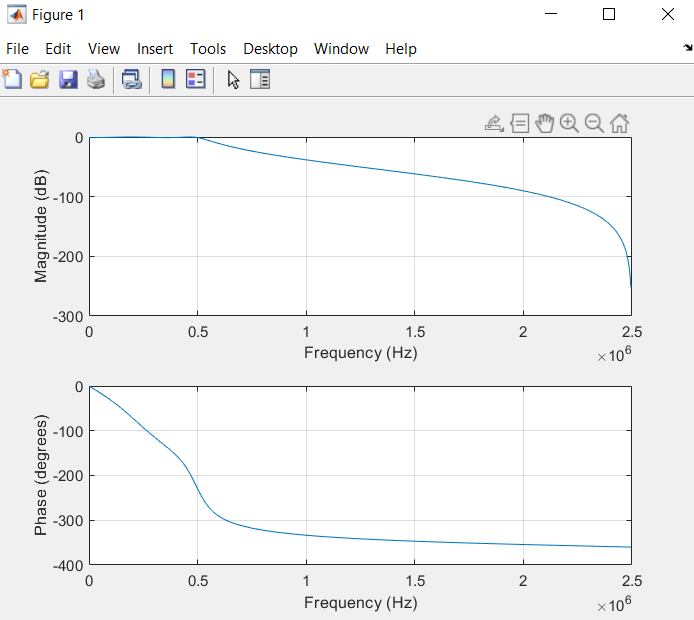 Figure 1
File Edit View Insert Tools Desktop Window Help
0
-100
-200
-300
Magnitude (dB)
0 0.5 1 1.5 2 2.5
Frequency (Hz)
×10^6
0
-100
-200
-300
-400
Phase (degrees)
0 0.5 1 1.5 2 2.5
Frequency (Hz)
×10^6